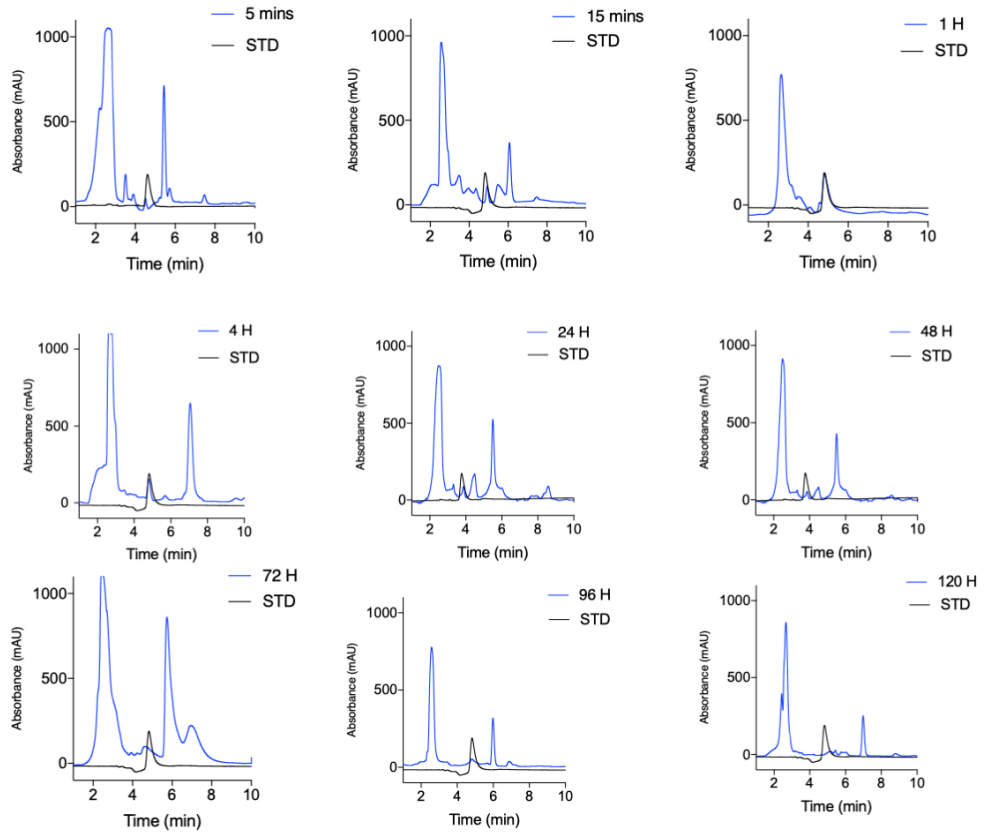 5 mins
STD
1000
500
0
Absorbance (mAU)
2 4 6 8 10
Time (min)
15 mins
STD
1000
500
0
Absorbance (mAU)
2 4 6 8 10
Time (min)
1 H
STD
1000
500
0
Absorbance (mAU)
2 4 6 8 10
Time (min)
4 H
STD
1000
500
0
Absorbance (mAU)
2 4 6 8 10
Time (min)
24 H
STD
1000
500
0
Absorbance (mAU)
2 4 6 8 10
Time (min)
48 H
STD
1000
500
0
Absorbance (mAU)
2 4 6 8 10
Time (min)
72 H
STD
1000
500
0
Absorbance (mAU)
2 4 6 8 10
Time (min)
96 H
STD
1000
500
0
Absorbance (mAU)
2 4 6 8 10
Time (min)
120 H
STD
1000
500
0
Absorbance (mAU)
2 4 6 8 10
Time (min)